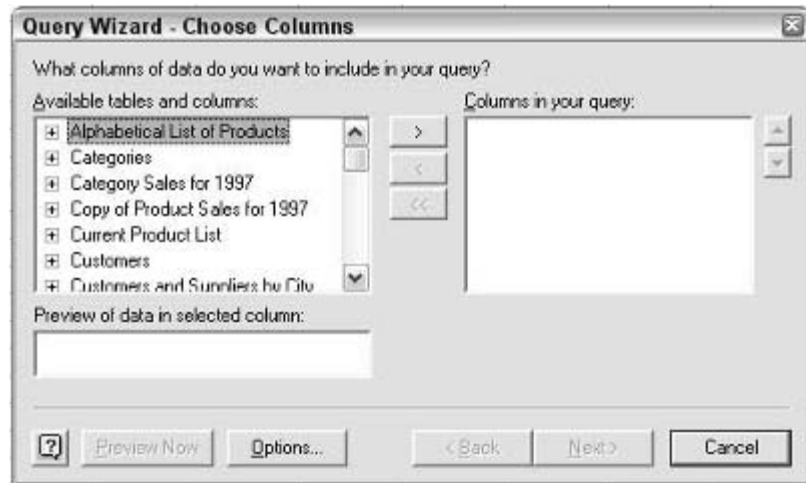 Query Wizard - Choose Columns
What columns of data do you want to include in your query?
Available tables and columns:
Alphabetical List of Products
Categories
Category Sales for 1997
Copy of Product Sales for 1997
Current Product List
Customers
Customers and Suppliers by City
>
<
<<
Columns in your query:
Preview of data in selected column:
?
Preview Now
Options...
< Back
Next >
Cancel